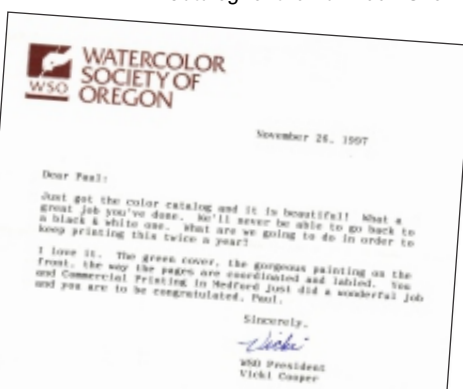 WATERCOLOR
SOCIETY OF
OREGON
WSO
November 26, 1997
Dear Paul:
Just got the color catalog and it is beautiful! What a
great job you've done. We'll never be able to go back to
a black & white one. What are we going to do in order to
keep printing this twice a year?
I love it. The green cover, the gorgeous painting on the
front, the way the pages are coordinated and labled. You
and Commercial Printing in Medford just did a wonderful job
and you are to be congratulated, Paul.
Sincerely,
Vicki
WSO President
Vicki Cooper